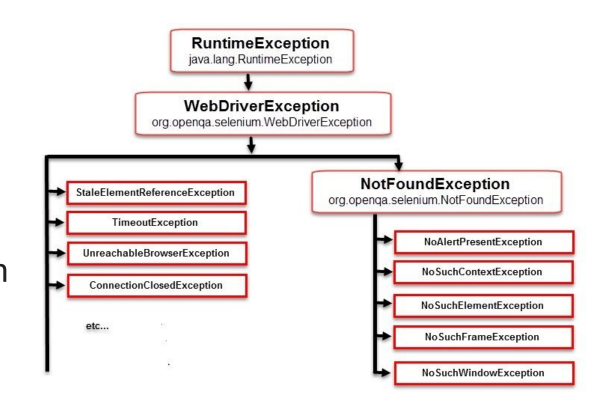 RuntimeException
java.lang.RuntimeException
WebDriverException
org.openqa.selenium.WebDriverException
StaleElementReferenceException
TimeoutException
UnreachableBrowserException
ConnectionClosedException
etc...
n
NotFoundException
org.openqa.selenium.NotFoundException
NoAlertPresentException
NoSuchContextException
NoSuchElementException
NoSuchFrameException
NoSuchWindowException